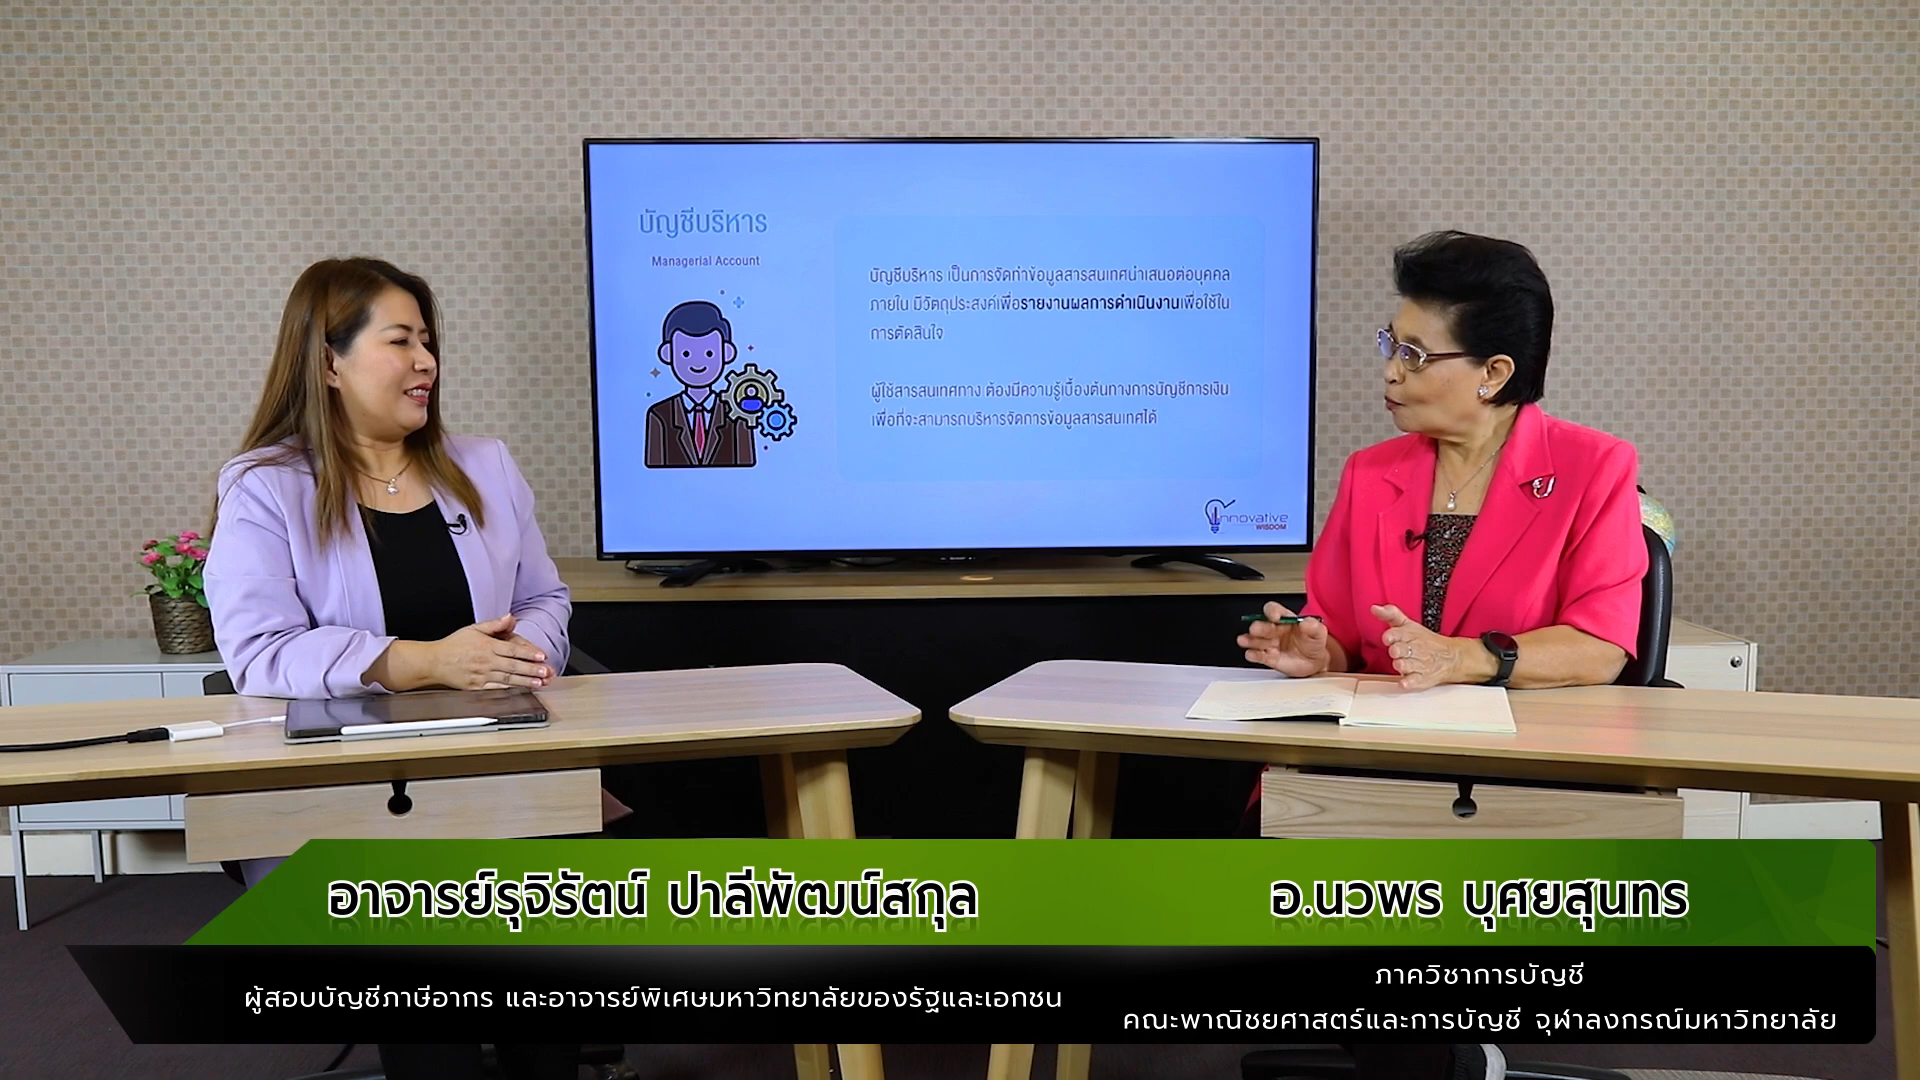 บัญชีบริหาร
Managerial Account
บัญชีบริหาร เป็นการจัดทำข้อมูลสารสนเทศนำเสนอต่อบุคคล
ภายใน มีวัตถุประสงค์เพื่อรายงานผลการดำเนินงานเพื่อใช้ใน
การตัดสินใจ
ผู้ใช้สารสนเทศทาง ต้องมีความรู้เบื้องต้นทางการบัญชีการเงิน
เพื่อที่จะสามารถบริหารจัดการข้อมูลสารสนเทศได้
innovative
WISDOM
อาจารย์รุจิรัตน์ ปาลีพัฒน์สกุล
อ.นวพร บุศยสุนทร
ผู้สอบบัญชีภาษีอากร และอาจารย์พิเศษมหาวิทยาลัยของรัฐและเอกชน
ภาควิชาการบัญชี
คณะพาณิชยศาสตร์และการบัญชี จุฬาลงกรณ์มหาวิทยาลัย